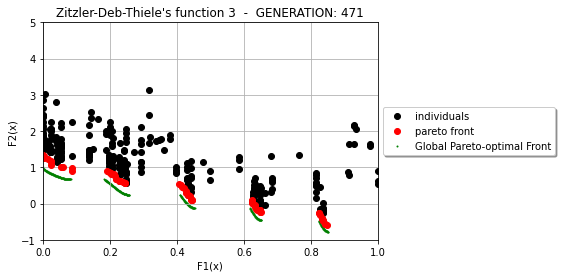 Zitzler-Deb-Thiele's function 3 - GENERATION: 471
5
4
3
2
1
0
−1
F2(x)
0.0 0.2 0.4 0.6 0.8 1.0
F1(x)
individuals
pareto front
Global Pareto-optimal Front